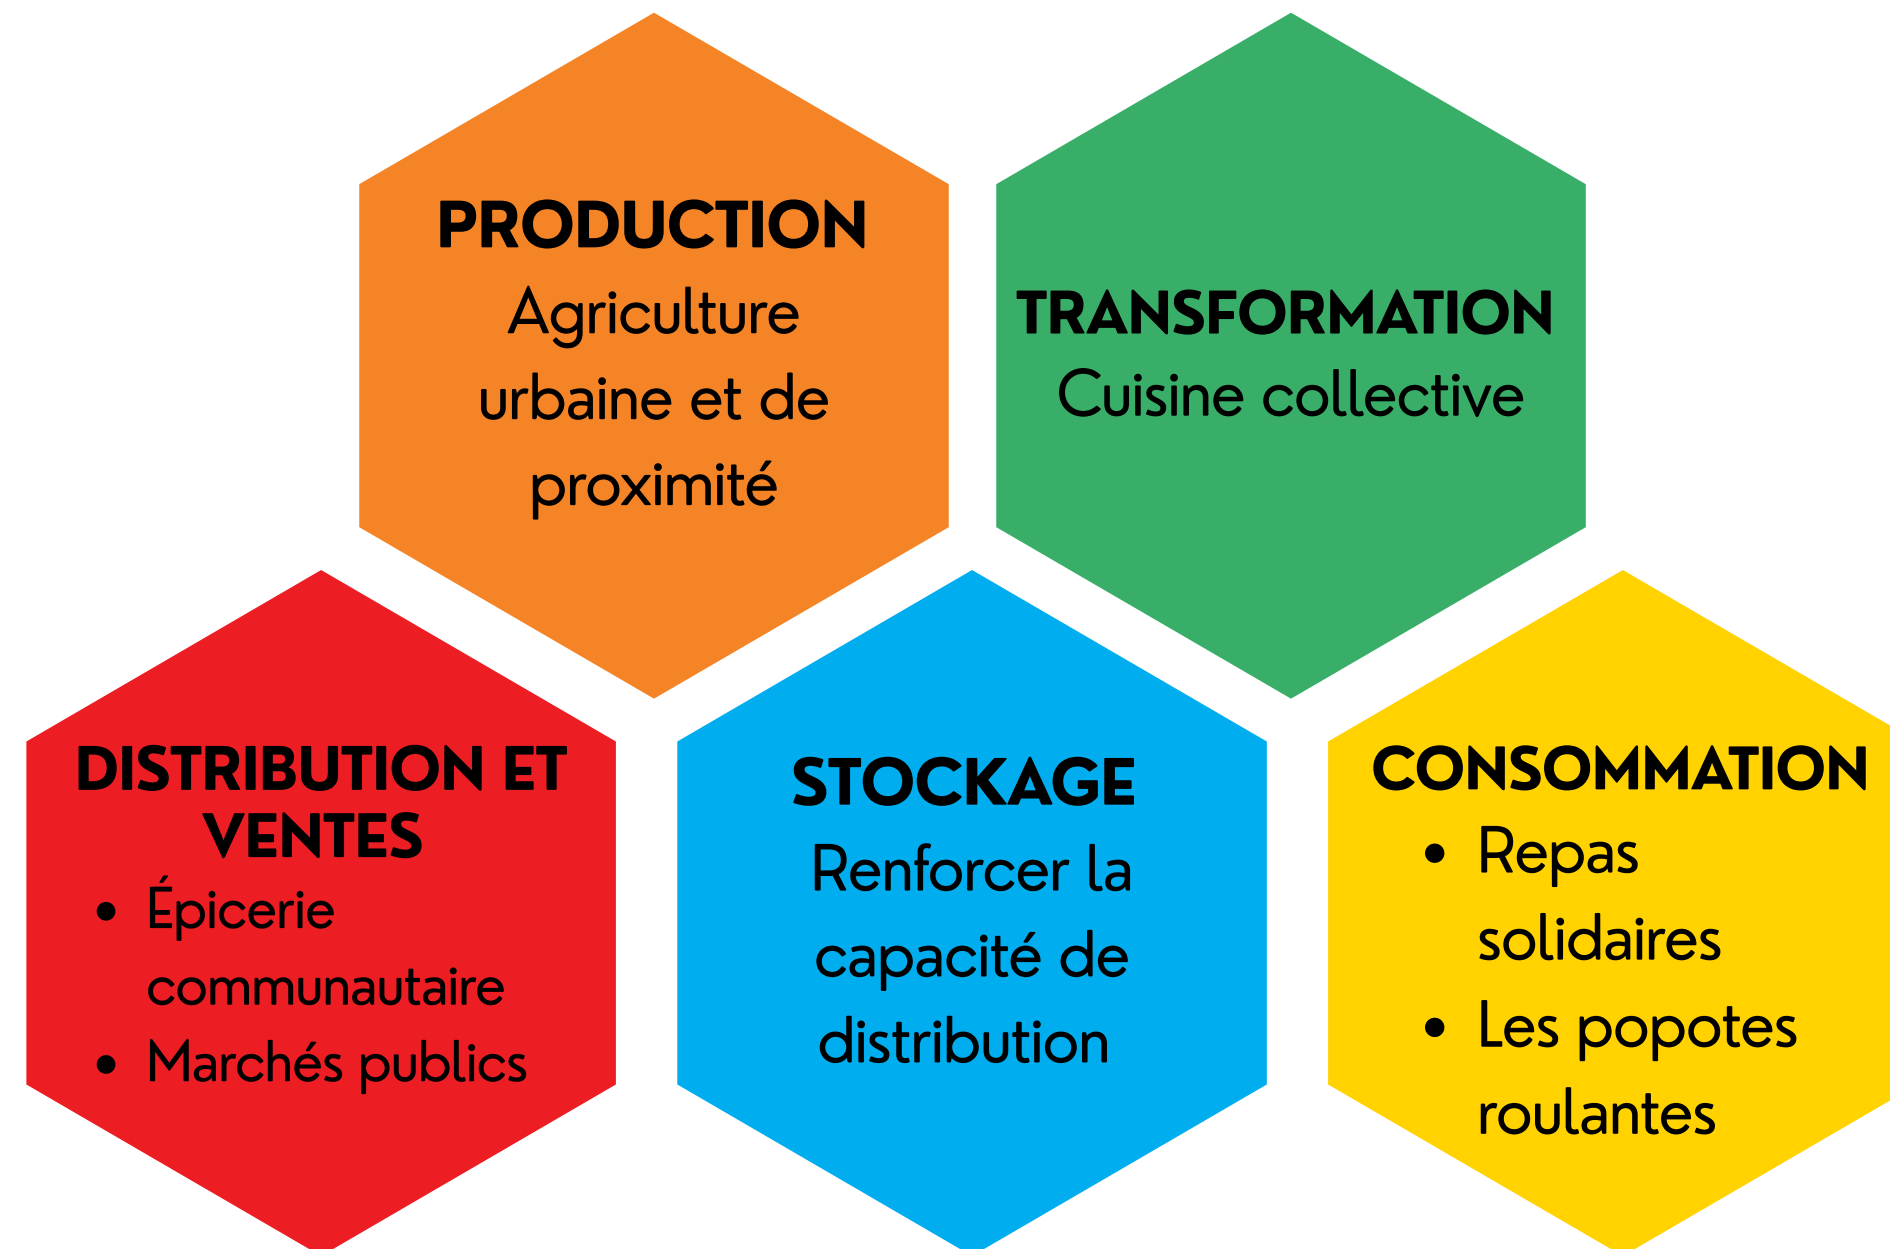 PRODUCTION
Agriculture
urbaine et de
proximité
TRANSFORMATION
Cuisine collective
DISTRIBUTION ET
VENTES
• Épicerie
communautaire
• Marchés publics
STOCKAGE
Renforcer la
capacité de
distribution
CONSOMMATION
• Repas
solidaires
• Les popotes
roulantes